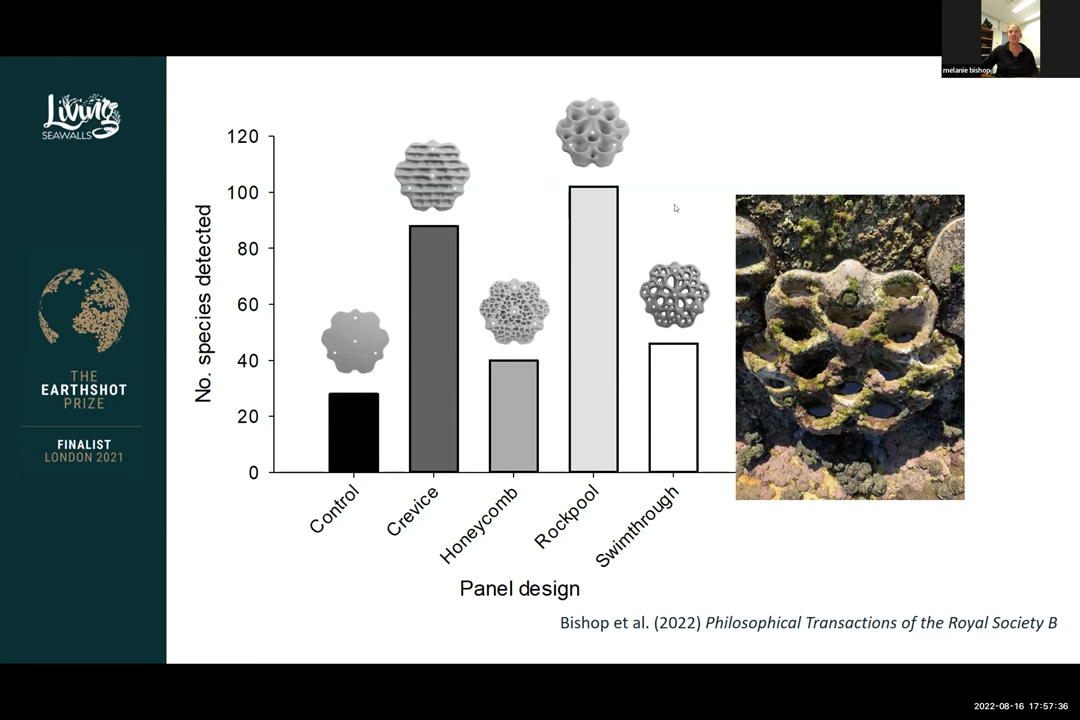 melanie bishop
Living
SEAWALLS
THE
EARTHSHOT
PRIZE
FINALIST
LONDON 2021
No. species detected
120
100
80
60
40
20
0
Control
Crevice
Honeycomb
Rockpool
Swimthrough
Panel design
Bishop et al. (2022) Philosophical Transactions of the Royal Society B
2022-08-16 17:57:36